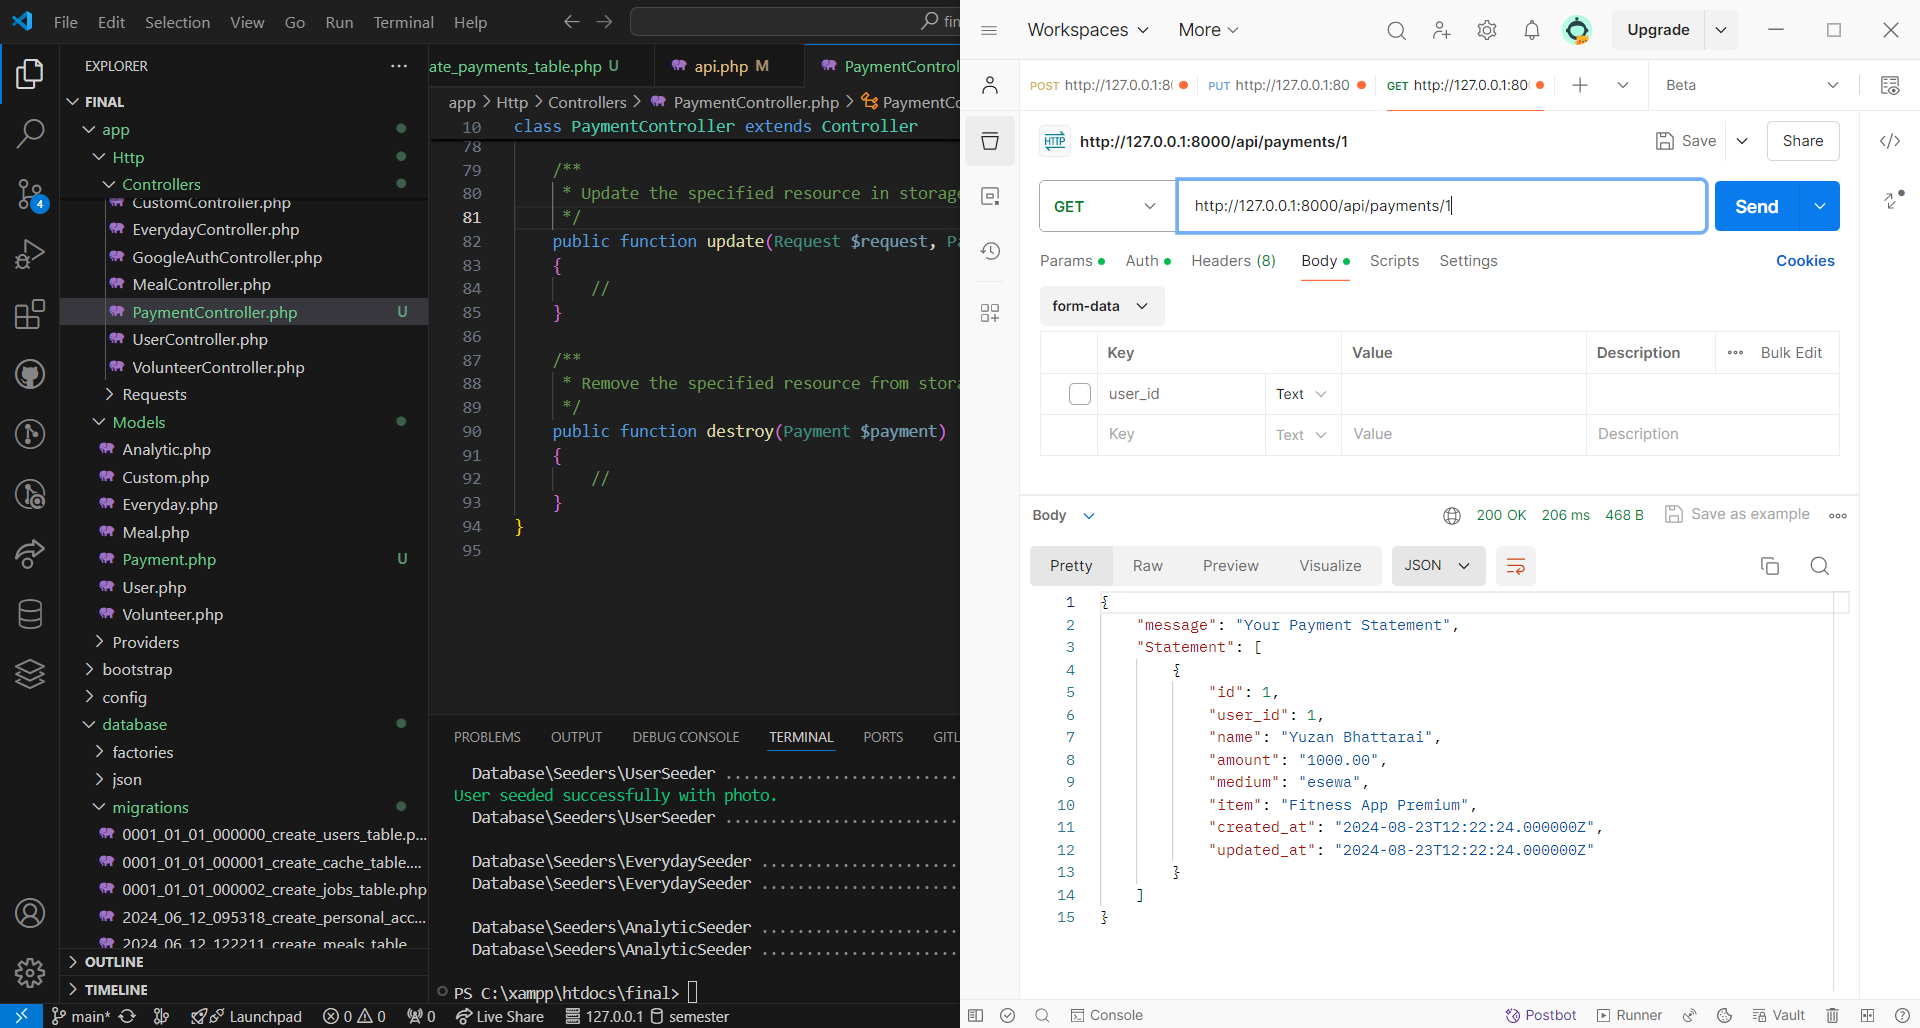 File Edit Selection View Go Run Terminal Help
EXPLORER
FINAL
app
Http
Controllers
CustomController.php
EverydayController.php
GoogleAuthController.php
MealController.php
PaymentController.php U
UserController.php
VolunteerController.php
Requests
Models
Analytic.php
Custom.php
Everyday.php
Meal.php
Payment.php U
User.php
Volunteer.php
Providers
bootstrap
config
database
factories
json
migrations
0001_01_01_000000_create_users_table.p...
0001_01_01_000001_create_cache_table....
0001_01_01_000002_create_jobs_table.php
2024_06_12_095318_create_personal_acc...
2024_06_12_122211_create_meals_table
OUTLINE
TIMELINE
4
ate_payments_table.php U api.php M PaymentControl
app > Http > Controllers > PaymentController.php > PaymentCo
10 class PaymentController extends Controller
78
79 /**
80 * Update the specified resource in storage
81 */
82 public function update(Request $request, Pa
83 {
84 //
85 }
86
87 /**
88 * Remove the specified resource from stora
89 */
90 public function destroy(Payment $payment)
91 {
92 //
93 }
94 }
95
PROBLEMS OUTPUT DEBUG CONSOLE TERMINAL PORTS GITL
Database\Seeders\UserSeeder ........................
User seeded successfully with photo.
Database\Seeders\UserSeeder ........................
Database\Seeders\EverydaySeeder ....................
Database\Seeders\EverydaySeeder ....................
Database\Seeders\AnalyticSeeder ....................
Database\Seeders\AnalyticSeeder ....................
PS C:\xampp\htdocs\final>
main* Launchpad 0 0 0 Live Share 127.0.0.1 semester
Workspaces More Upgrade
POST http://127.0.0.1:8 PUT http://127.0.0.1:80 GET http://127.0.0.1:80 Beta
HTTP http://127.0.0.1:8000/api/payments/1 Save Share
GET http://127.0.0.1:8000/api/payments/1 Send
Params Auth Headers (8) Body Scripts Settings Cookies
form-data
Key Value Description Bulk Edit
user_id Text
Key Text Value Description
Body 200 OK 206 ms 468 B Save as example
Pretty Raw Preview Visualize JSON
1 {
2 "message": "Your Payment Statement",
3 "Statement": [
4 {
5 "id": 1,
6 "user_id": 1,
7 "name": "Yuzan Bhattarai",
8 "amount": "1000.00",
9 "medium": "esewa",
10 "item": "Fitness App Premium",
11 "created_at": "2024-08-23T12:22:24.000000Z",
12 "updated_at": "2024-08-23T12:22:24.000000Z"
13 }
14 ]
15 }
Console Postbot Runner Vault